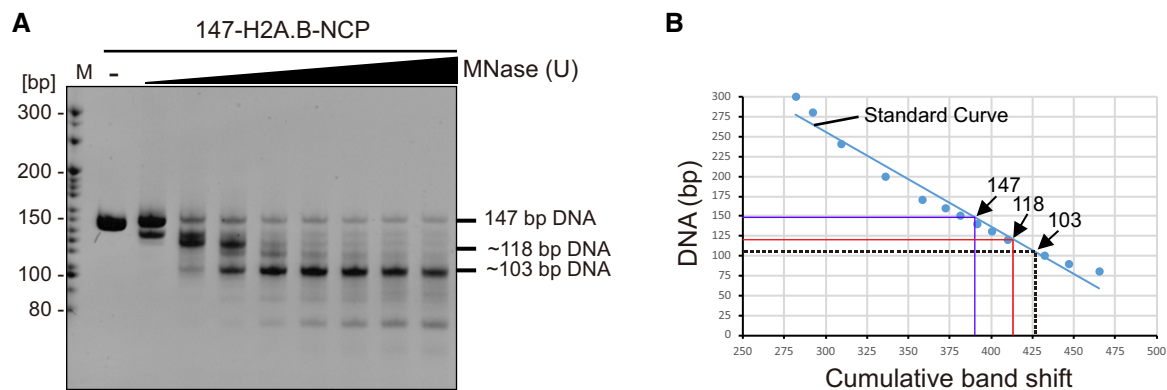 A
147-H2A.B-NCP
[bp] M - MNase (U)
300 -
200 -
150 -
100 -
80 -
147 bp DNA
~118 bp DNA
~103 bp DNA
B
DNA (bp)
300
275
250
225
200
175
150
125
100
75
50
25
0
Standard Curve
147
118
103
250 275 300 325 350 375 400 425 450 475 500
Cumulative band shift